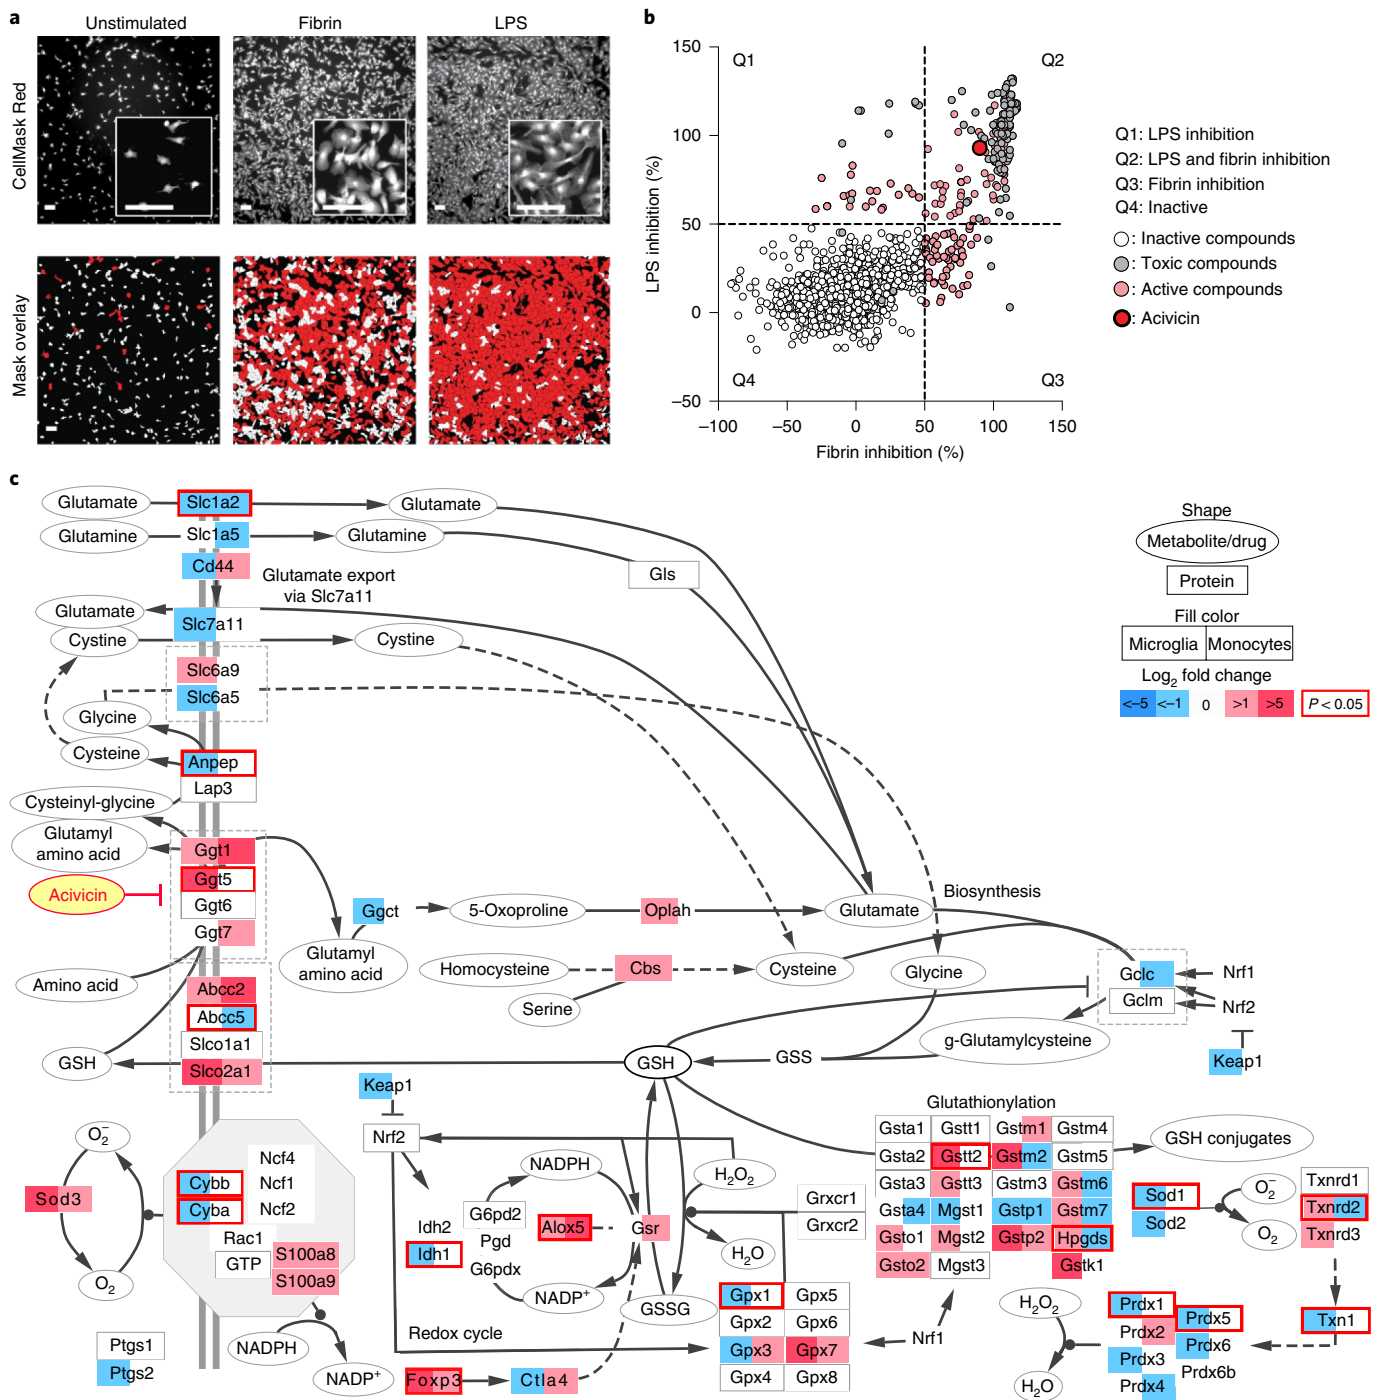 a
Unstimulated
Fibrin
LPS
CellMask Red
Mask overlay
b
150
100
50
0
−50
−100
−50
0
50
100
150
LPS inhibition (%)
Fibrin inhibition (%)
Q1
Q2
Q4
Q3
Q1: LPS inhibition
Q2: LPS and fibrin inhibition
Q3: Fibrin inhibition
Q4: Inactive
: Inactive compounds
: Toxic compounds
: Active compounds
: Acivicin
c
Glutamate
Slc1a2
Glutamate
Glutamine
Slc1a5
Glutamine
Cd44
Glutamate export
via Slc7a11
Gls
Glutamate
Slc7a11
Cystine
Cystine
Slc6a9
Slc6a5
Glycine
Cysteine
Anpep
Lap3
Cysteinyl-glycine
Glutamyl
amino acid
Ggt1
Ggt5
Ggt6
Ggt7
Acivicin
Amino acid
Abcc2
Abcc5
Slco1a1
Slco2a1
GSH
Shape
Metabolite/drug
Protein
Fill color
Microglia
Monocytes
Log2 fold change
<−5
<−1
0
>1
>5
P < 0.05
Ggct
Glutamyl
amino acid
5-Oxoproline
Oplah
Glutamate
Biosynthesis
Homocysteine
Cbs
Cysteine
Glycine
Serine
Gclc
Gclm
Nrf1
Nrf2
Keap1
g-Glutamylcysteine
GSS
GSH
Keap1
Nrf2
NADPH
H2O2
G6pd2
Pgd
G6pdx
Idh2
Idh1
Alox5
Gsr
H2O
NADP+
GSSG
Redox cycle
Foxp3
Ctla4
Grxcr1
Grxcr2
Gpx1
Gpx5
Gpx2
Gpx6
Gpx3
Gpx7
Gpx4
Gpx8
Nrf1
Glutathionylation
Gsta1
Gstt1
Gstm1
Gstm4
Gsta2
Gstt2
Gstm2
Gstm5
Gsta3
Gstt3
Gstm3
Gstm6
Gsta4
Mgst1
Gstp1
Gstm7
Gsto1
Mgst2
Gstp2
Hpgds
Gsto2
Mgst3
Gstk1
GSH conjugates
Sod1
Sod2
O2−
O2
Txnrd1
Txnrd2
Txnrd3
Txn1
H2O2
H2O
Prdx1
Prdx2
Prdx3
Prdx4
Prdx5
Prdx6
Prdx6b
O2−
Sod3
O2
Cybb
Cyba
Ncf4
Ncf1
Ncf2
Rac1
GTP
S100a8
S100a9
NADPH
NADP+
Ptgs1
Ptgs2